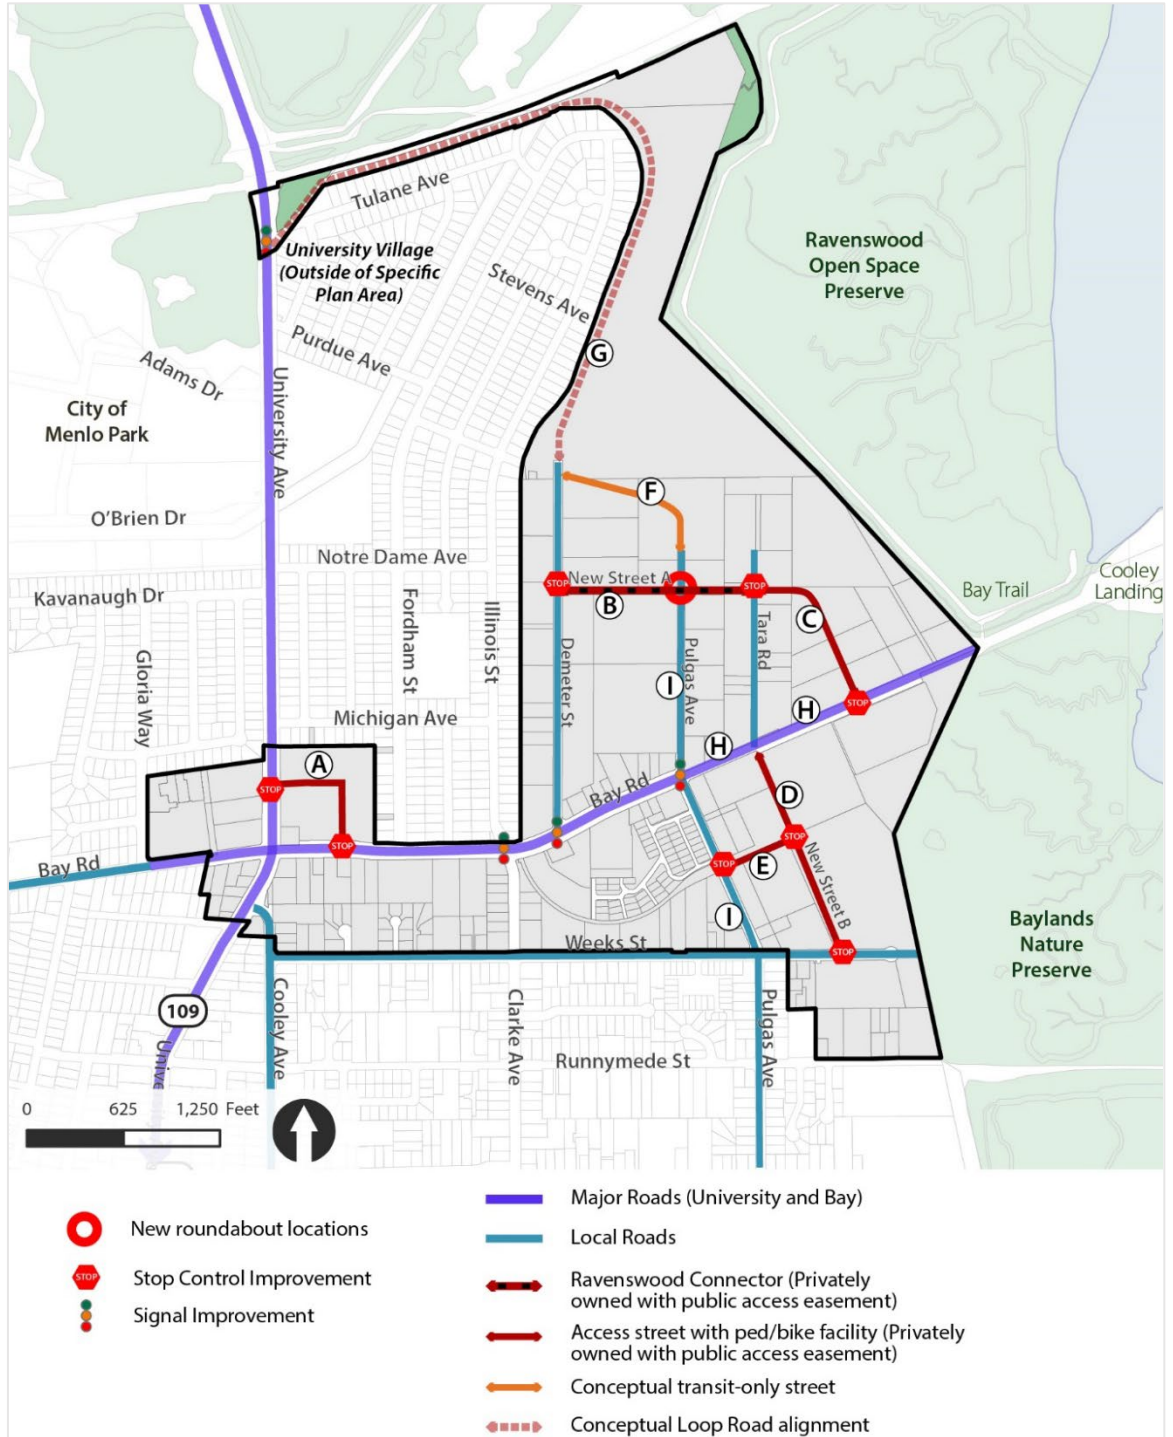 Tulane Ave
University Village
(Outside of Specific
Plan Area)
Stevens Ave
Ravenswood
Open Space
Preserve
Purdue Ave
G
Adams Dr
City of
Menlo Park
University Ave
F
O'Brien Dr
Notre Dame Ave
Kavanaugh Dr
STOP
New Street A
STOP
B
C
Bay Trail
Cooley
Landing
Fordham St
Illinois St
Demeter St
Pulgas Ave
Tara Rd
Gloria Way
I
Michigan Ave
H
STOP
H
A
STOP
Bay Rd
D
STOP
STOP
Bay Rd
STOP
E
New Street B
I
Weeks St
STOP
Baylands
Nature
Preserve
109
Cooley Ave
Clarke Ave
Pulgas Ave
Runnymede St
Unive
0 625 1,250 Feet
New roundabout locations
STOP Stop Control Improvement
Signal Improvement
Major Roads (University and Bay)
Local Roads
Ravenswood Connector (Privately
owned with public access easement)
Access street with ped/bike facility (Privately
owned with public access easement)
Conceptual transit-only street
Conceptual Loop Road alignment